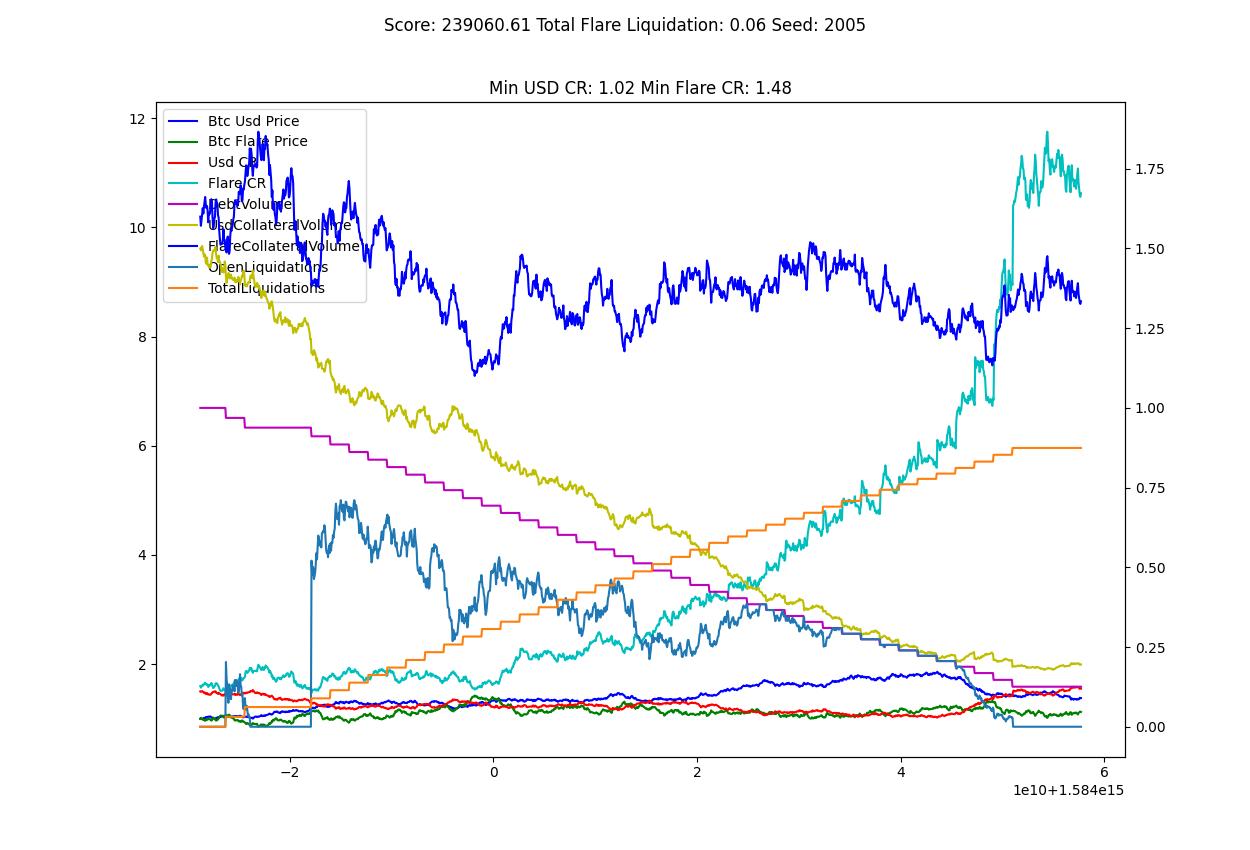 Score: 239060.61 Total Flare Liquidation: 0.06 Seed: 2005
Min USD CR: 1.02 Min Flare CR: 1.48
Btc Usd Price
Btc Flare Price
Usd CR
Flare CR
DebtVolume
UsdCollateralVolume
FlareCollateralVolume
OpenLiquidations
TotalLiquidations
12
10
8
6
4
2
1.75
1.50
1.25
1.00
0.75
0.50
0.25
0.00
−2
0
2
4
6
1e10+1.584e15